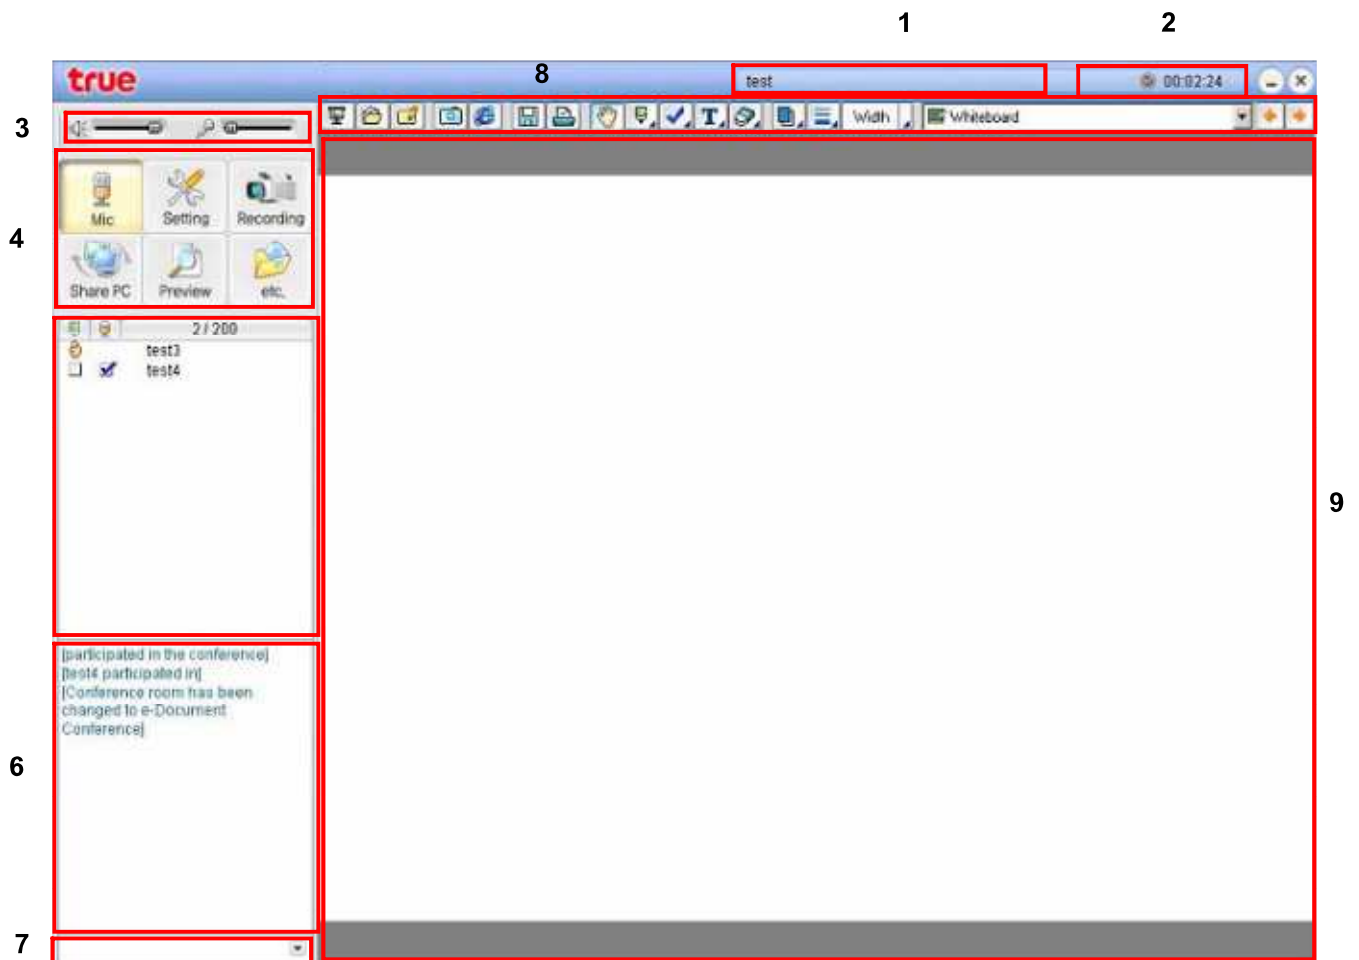 1
2
true
8
test
00:02:24
3
Width
Whiteboard
Mic
Setting
Recording
4
Share PC
Preview
etc.
2 / 200
test3
test4
9
[participated in the conference]
[test4 participated in]
[Conference room has been
changed to e-Document
Conference]
6
7